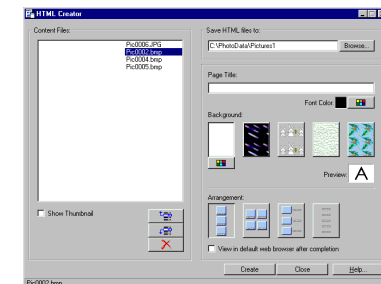 HTML Creator
Content Files:
Pic0006.JPG
Pic0002.bmp
Pic0004.bmp
Pic0005.bmp
Show Thumbnail
Save HTML files to:
C:\PhotoData\Pictures1
Browse...
Page Title:
Font Color:
Background:
Preview:
A
Arrangement:
View in default web browser after completion
Create
Close
Help...
Pic0002.bmp